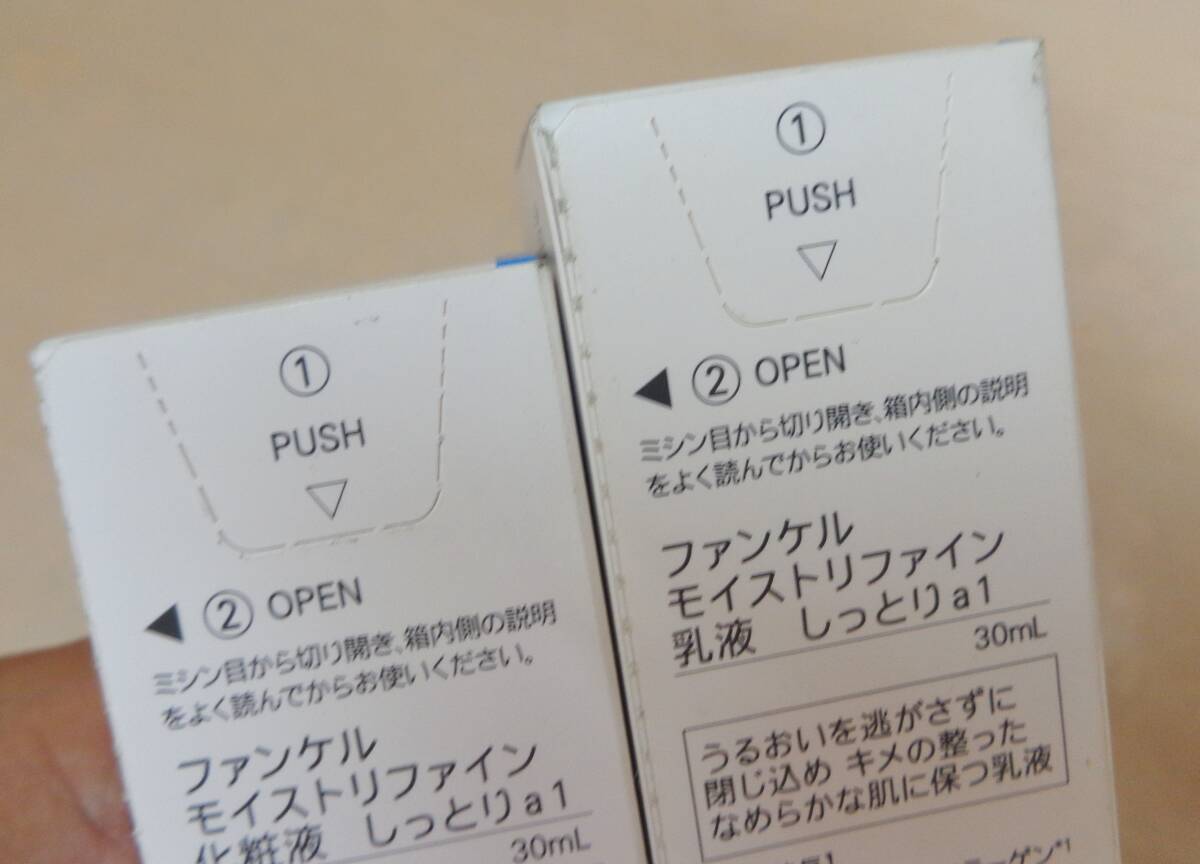 ①
PUSH
▽
◀ ② OPEN
ミシン目から切り開き、箱内側の説明
をよく読んでからお使いください。
ファンケル
モイストリファイン
化粧液 しっとりa1
30mL
①
PUSH
▽
◀ ② OPEN
ミシン目から切り開き、箱内側の説明
をよく読んでからお使いください。
ファンケル
モイストリファイン
乳液 しっとりa1
30mL
うるおいを逃がさずに
閉じ込め キメの整った
なめらかな肌に保つ乳液